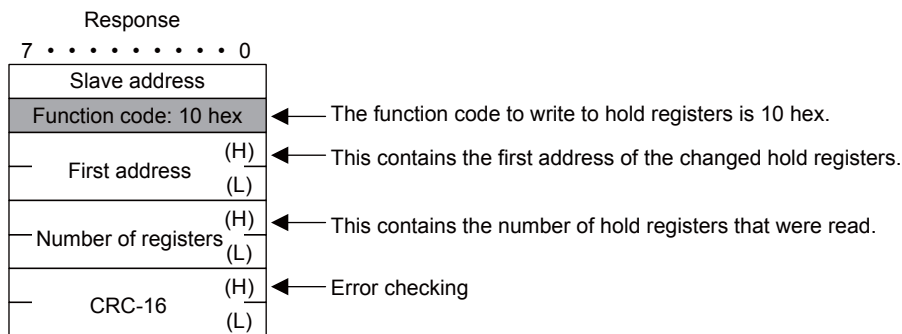 Response
7 • • • • • • • • • 0
Slave address
Function code: 10 hex
The function code to write to hold registers is 10 hex.
First address (H)
(L)
This contains the first address of the changed hold registers.
Number of registers (H)
(L)
This contains the number of hold registers that were read.
CRC-16 (H)
(L)
Error checking